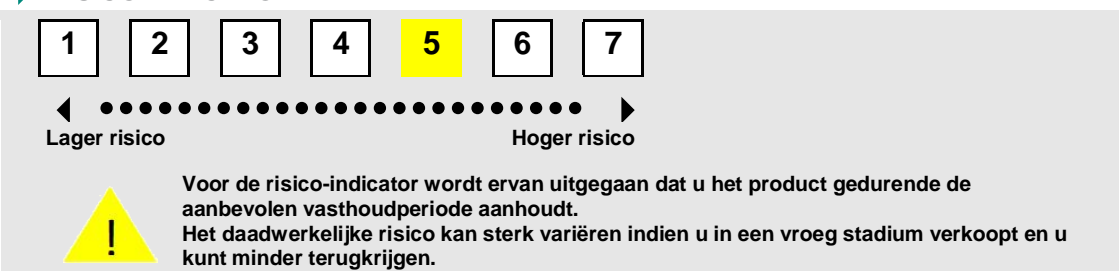 1 2 3 4 5 6 7
Lager risico Hoger risico
Voor de risico-indicator wordt ervan uitgegaan dat u het product gedurende de
aanbevolen vasthoudperiode aanhoudt.
! Het daadwerkelijke risico kan sterk variëren indien u in een vroeg stadium verkoopt en u
kunt minder terugkrijgen.